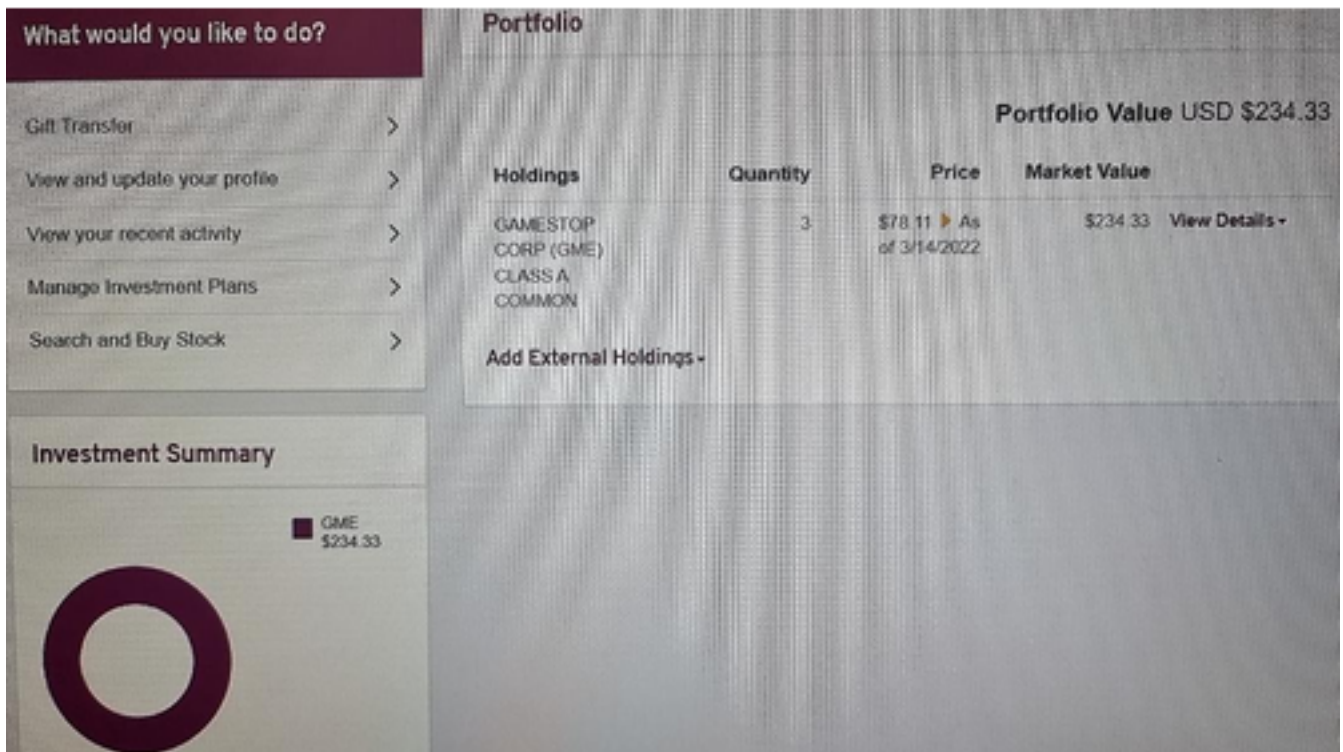 What would you like to do?
Gift Transfer
View and update your profile
View your recent activity
Manage Investment Plans
Search and Buy Stock
Investment Summary
GME
$234.33
Portfolio
Portfolio Value USD $234.33
Holdings Quantity Price Market Value
GAMESTOP 3 $78.11 As $234.33 View Details
CORP (GME) of 3/14/2022
CLASS A
COMMON
Add External Holdings